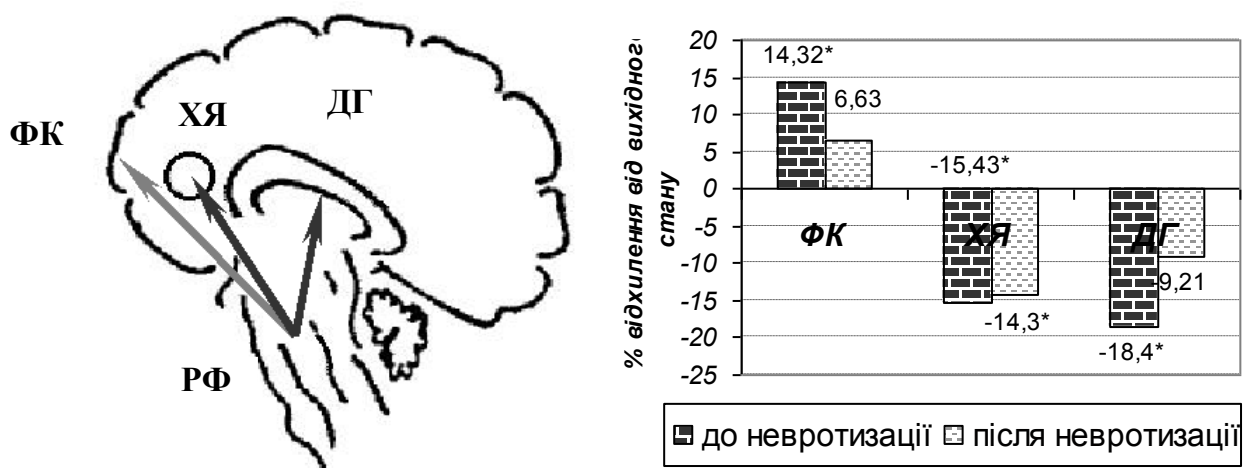 ФК
ХЯ
ДГ
РФ
% відхилення від вихідного
стану
20
15
10
5
0
-5
-10
-15
-20
-25
14,32*
6,63
-15,43*
-14,3*
-18,4*
-9,21
ФК
ХЯ
ДГ
до невротизації
після невротизації